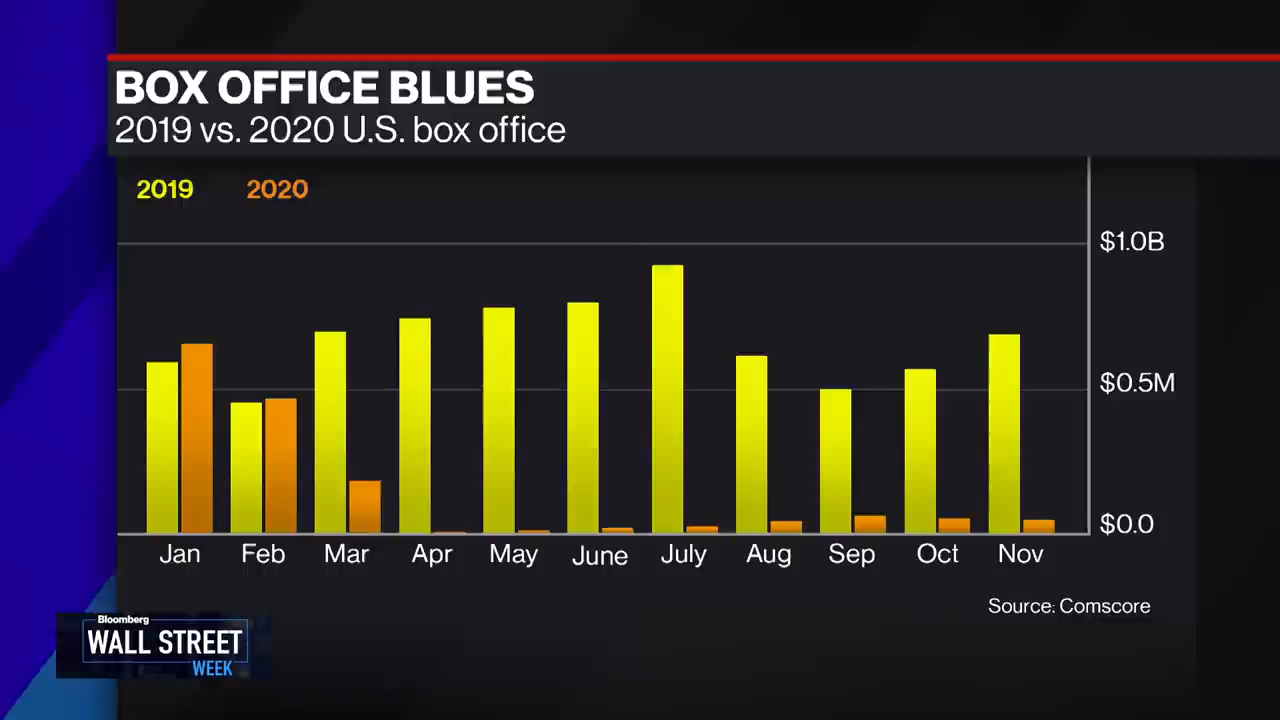 BOX OFFICE BLUES
2019 vs. 2020 U.S. box office
2019 2020
$1.0B
$0.5M
$0.0
Jan Feb Mar Apr May June July Aug Sep Oct Nov
Source: Comscore
Bloomberg
WALL STREET
WEEK